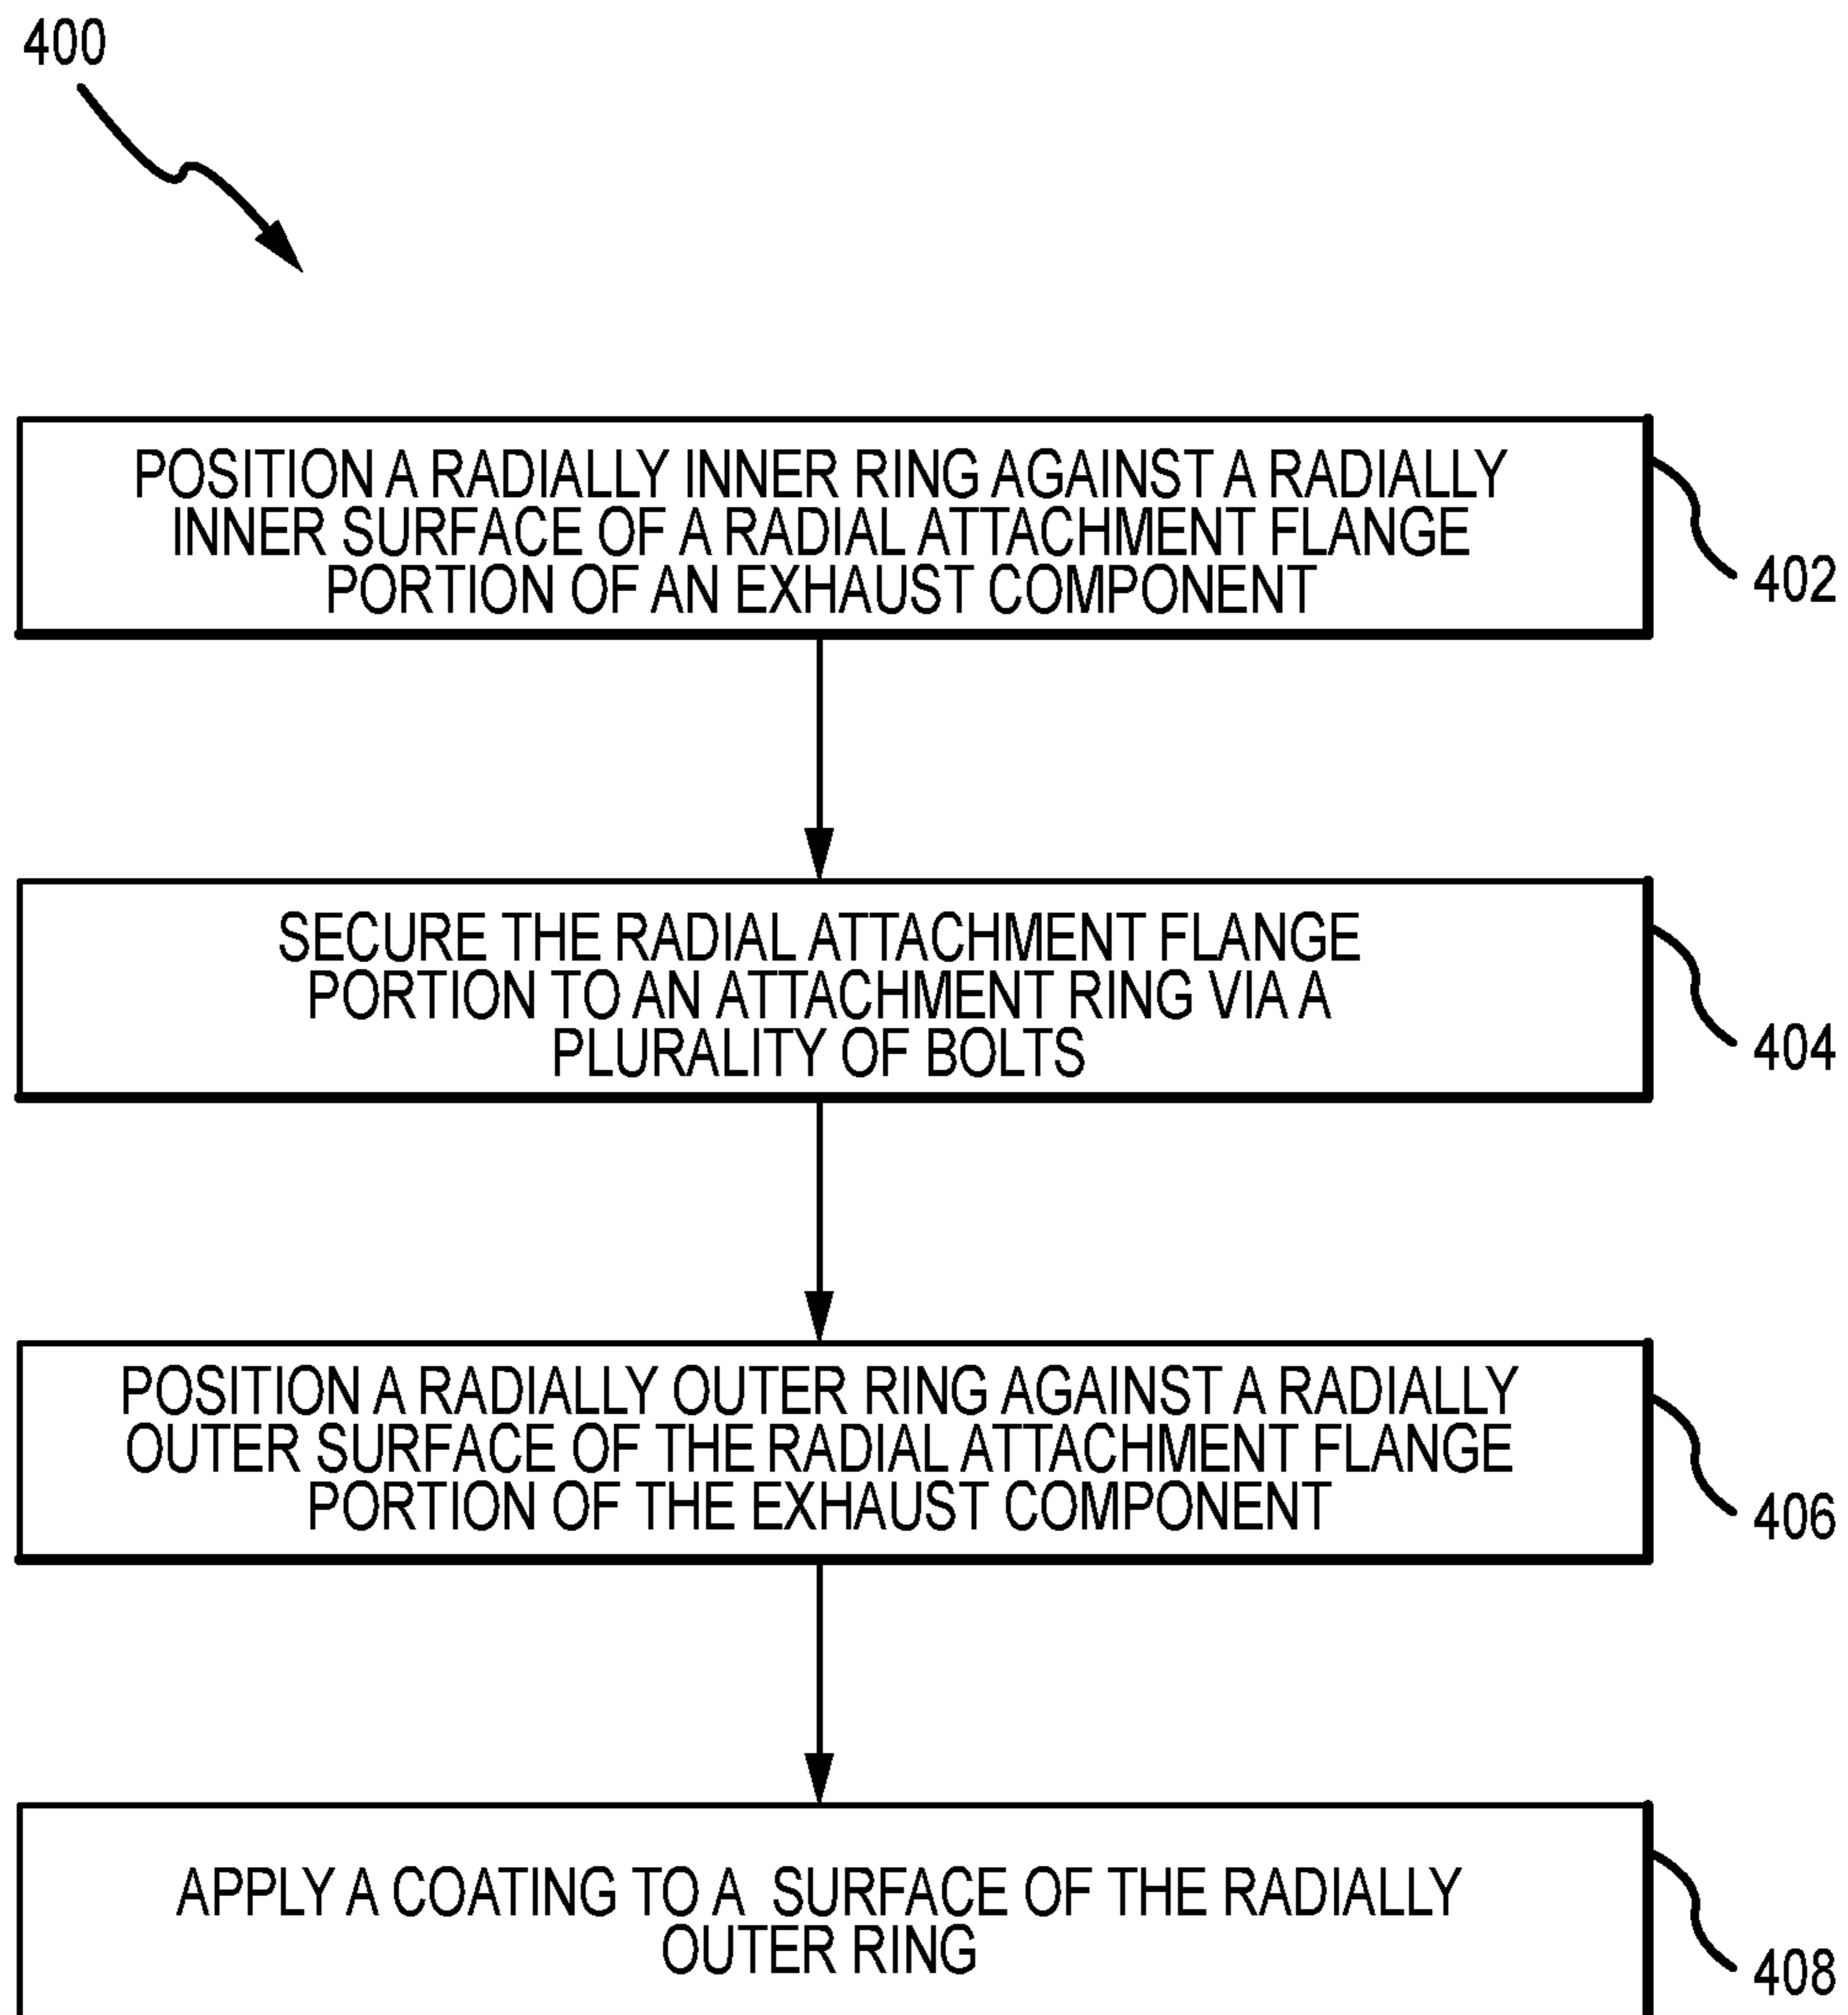 400
POSITION A RADIALLY INNER RING AGAINST A RADIALLY
INNER SURFACE OF A RADIAL ATTACHMENT FLANGE
PORTION OF AN EXHAUST COMPONENT
402
SECURE THE RADIAL ATTACHMENT FLANGE
PORTION TO AN ATTACHMENT RING VIA A
PLURALITY OF BOLTS
404
POSITION A RADIALLY OUTER RING AGAINST A RADIALLY
OUTER SURFACE OF THE RADIAL ATTACHMENT FLANGE
PORTION OF THE EXHAUST COMPONENT
406
APPLY A COATING TO A SURFACE OF THE RADIALLY
OUTER RING
408